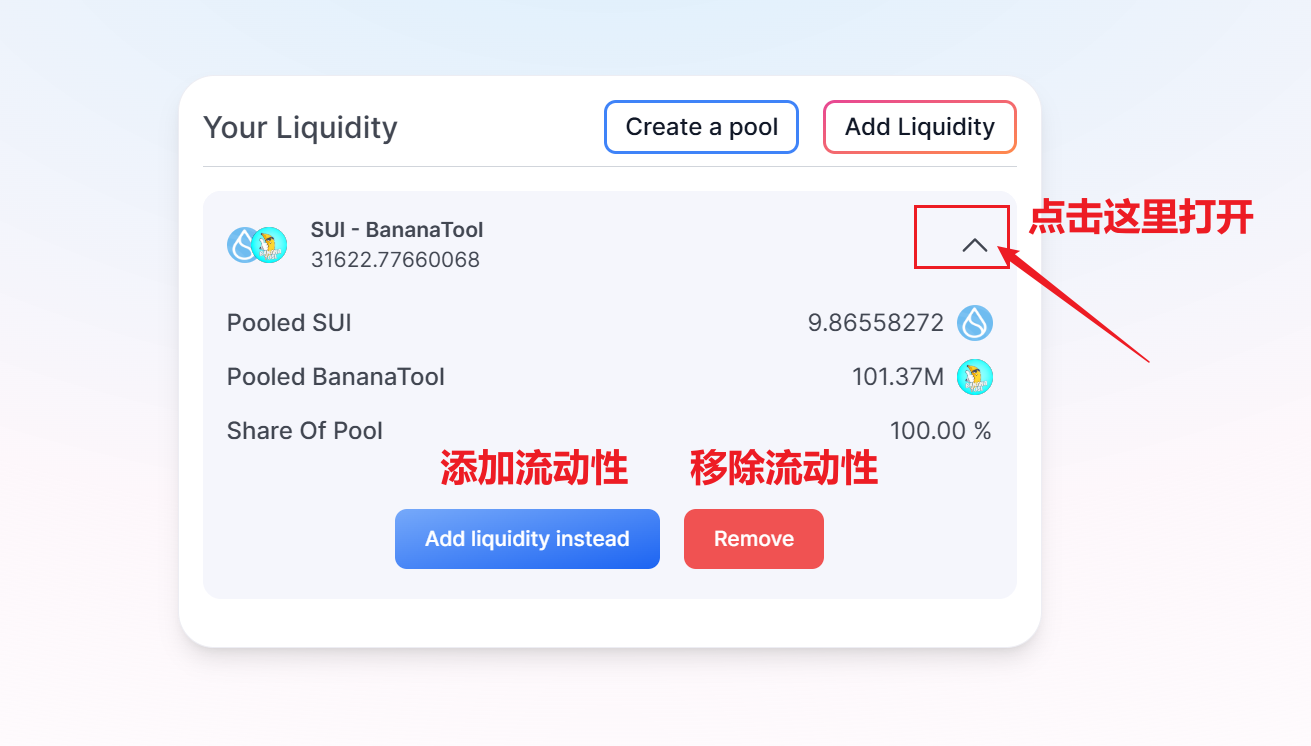 Your Liquidity
Create a pool
Add Liquidity
SUI - BananaTool
31622.77660068
点击这里打开
Pooled SUI
9.86558272
Pooled BananaTool
101.37M
Share Of Pool
100.00 %
添加流动性
移除流动性
Add liquidity instead
Remove